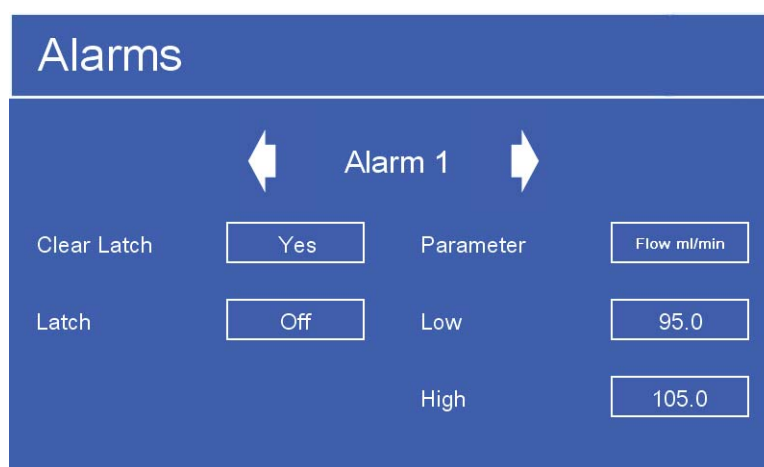 Alarms
Alarm 1
Clear Latch Yes Parameter Flow ml/min
Latch Off Low 95.0
High 105.0